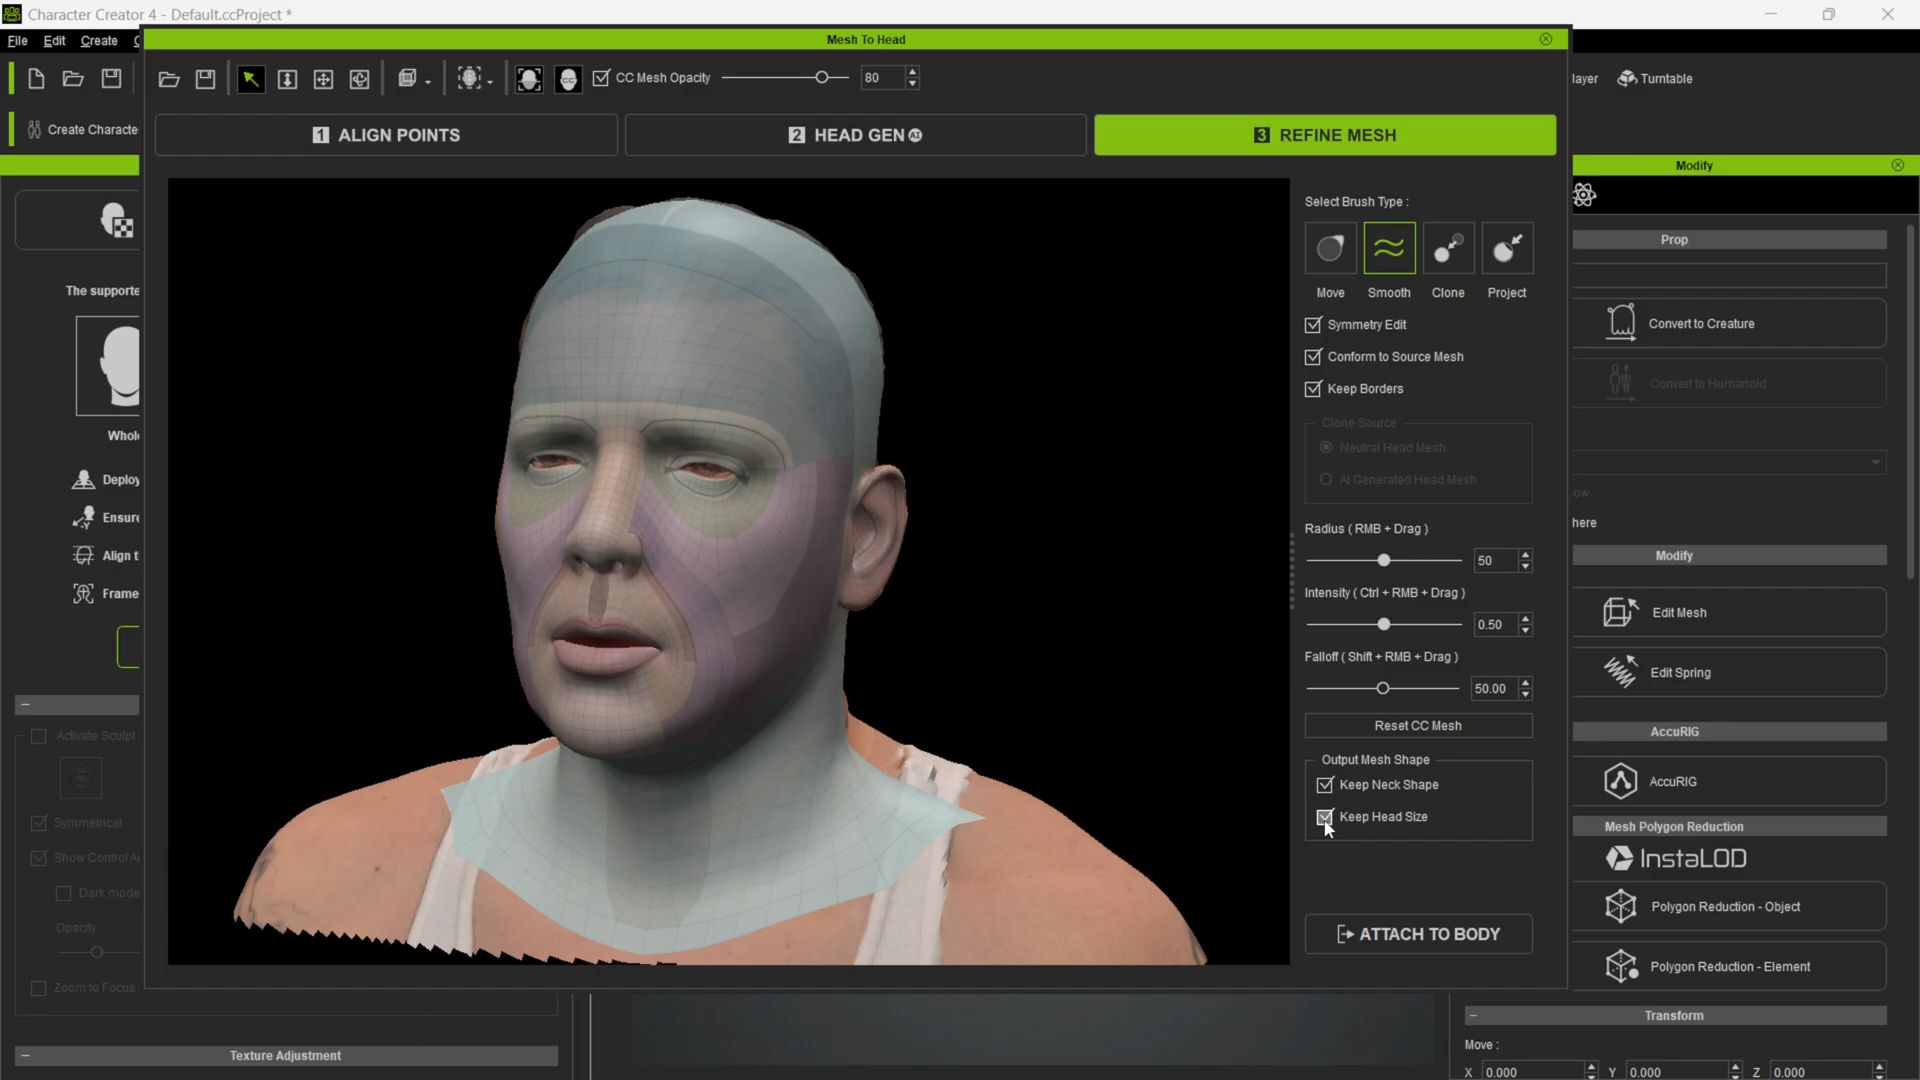 Character Creator 4 - Default.ccProject *
File Edit Create
Mesh To Head
CC Mesh Opacity 80
layer Turntable
Create Characte
1 ALIGN POINTS
2 HEAD GEN AI
3 REFINE MESH
Modify
The supporte
Whol
Deploy
Ensure
Align t
Frame
Activate Sculpt
Symmetrical
Show Control A
Dark mode
Opacity
Zoom to Focus
Texture Adjustment
Select Brush Type :
Move Smooth Clone Project
Symmetry Edit
Conform to Source Mesh
Keep Borders
Clone Source
Neutral Head Mesh
AI Generated Head Mesh
Radius ( RMB + Drag )
50
Intensity ( Ctrl + RMB + Drag )
0.50
Falloff ( Shift + RMB + Drag )
50.00
Reset CC Mesh
Output Mesh Shape
Keep Neck Shape
Keep Head Size
ATTACH TO BODY
Prop
Convert to Creature
Convert to Humanoid
ow
here
Modify
Edit Mesh
Edit Spring
AccuRIG
AccuRIG
Mesh Polygon Reduction
InstaLOD
Polygon Reduction - Object
Polygon Reduction - Element
Transform
Move :
X 0.000 Y 0.000 Z 0.000